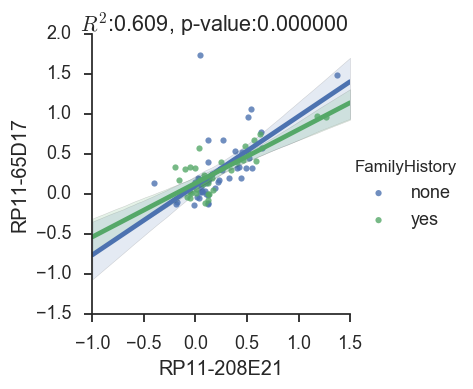 R²:0.609, p-value:0.000000
2.0
1.5
1.0
0.5
0.0
−0.5
−1.0
−1.5
RP11-65D17
−1.0 −0.5 0.0 0.5 1.0 1.5
RP11-208E21
FamilyHistory
none
yes